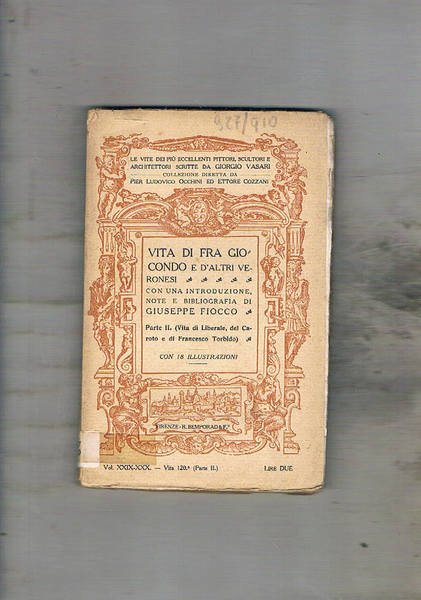 927/910
LE VITE DEI PIÙ ECCELLENTI PITTORI, SCULTORI E
ARCHITETTORI SCRITTE DA GIORGIO VASARI
COLLEZIONE DIRETTA DA
PIER LUDOVICO OCCHINI ED ETTORE COZZANI
VITA DI FRA GIO-
CONDO E D'ALTRI VE-
RONESI
CON UNA INTRODUZIONE,
NOTE E BIBLIOGRAFIA DI
GIUSEPPE FIOCCO
Parte II. (Vita di Liberale, del Ca-
roto e di Francesco Torbido)
CON 18 ILLUSTRAZIONI
FIRENZE - R. BEMPORAD & F.º
Vol. XXIX-XXX. — Vita 120.ª (Parte II.) LIRE DUE